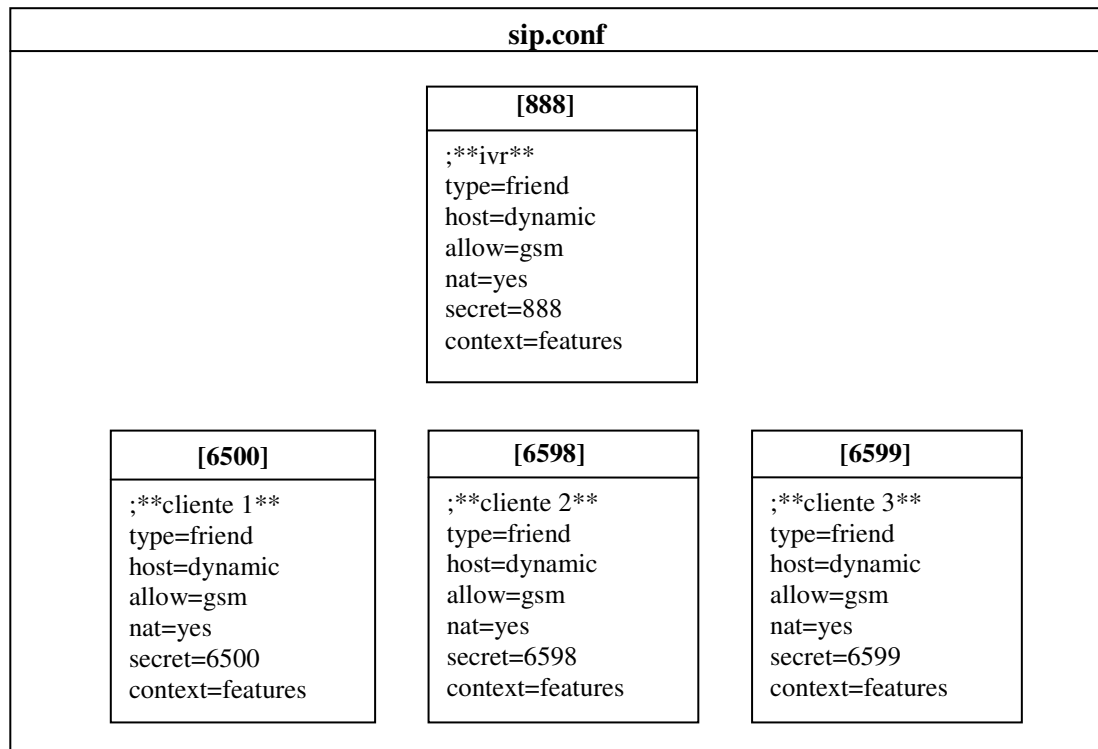 sip.conf
[888]
;**ivr**
type=friend
host=dynamic
allow=gsm
nat=yes
secret=888
context=features
[6500]
;**cliente 1**
type=friend
host=dynamic
allow=gsm
nat=yes
secret=6500
context=features
[6598]
;**cliente 2**
type=friend
host=dynamic
allow=gsm
nat=yes
secret=6598
context=features
[6599]
;**cliente 3**
type=friend
host=dynamic
allow=gsm
nat=yes
secret=6599
context=features